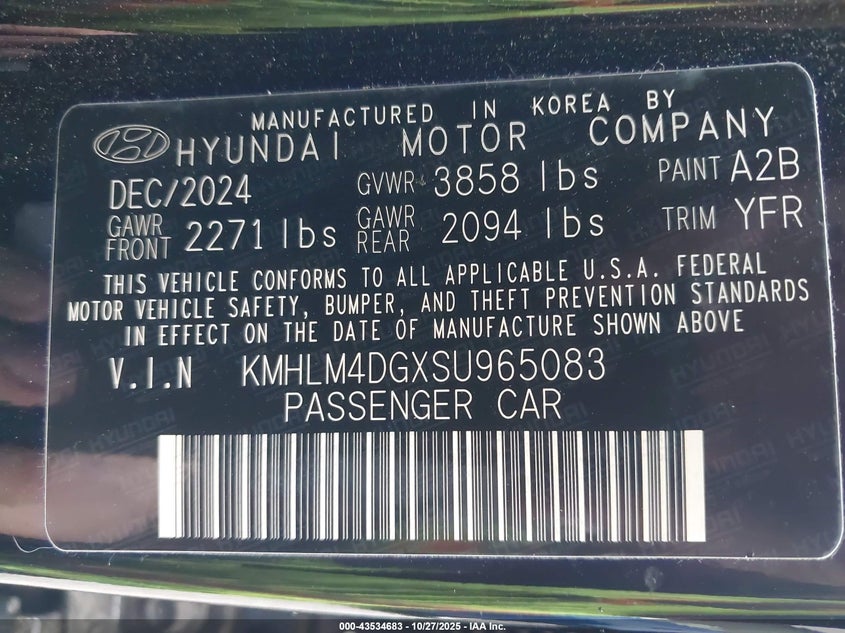 MANUFACTURED IN KOREA BY
HYUNDAI MOTOR COMPANY
DEC/2024 GVWR 3858 lbs PAINT A2B
GAWR FRONT 2271 lbs GAWR REAR 2094 lbs TRIM YFR
THIS VEHICLE CONFORMS TO ALL APPLICABLE U.S.A. FEDERAL
MOTOR VEHICLE SAFETY, BUMPER, AND THEFT PREVENTION STANDARDS
IN EFFECT ON THE DATE OF MANUFACTURE SHOWN ABOVE
V.I.N KMHLM4DGXSU965083
PASSENGER CAR
000-43534683 - 10/27/2025 - IAA Inc.